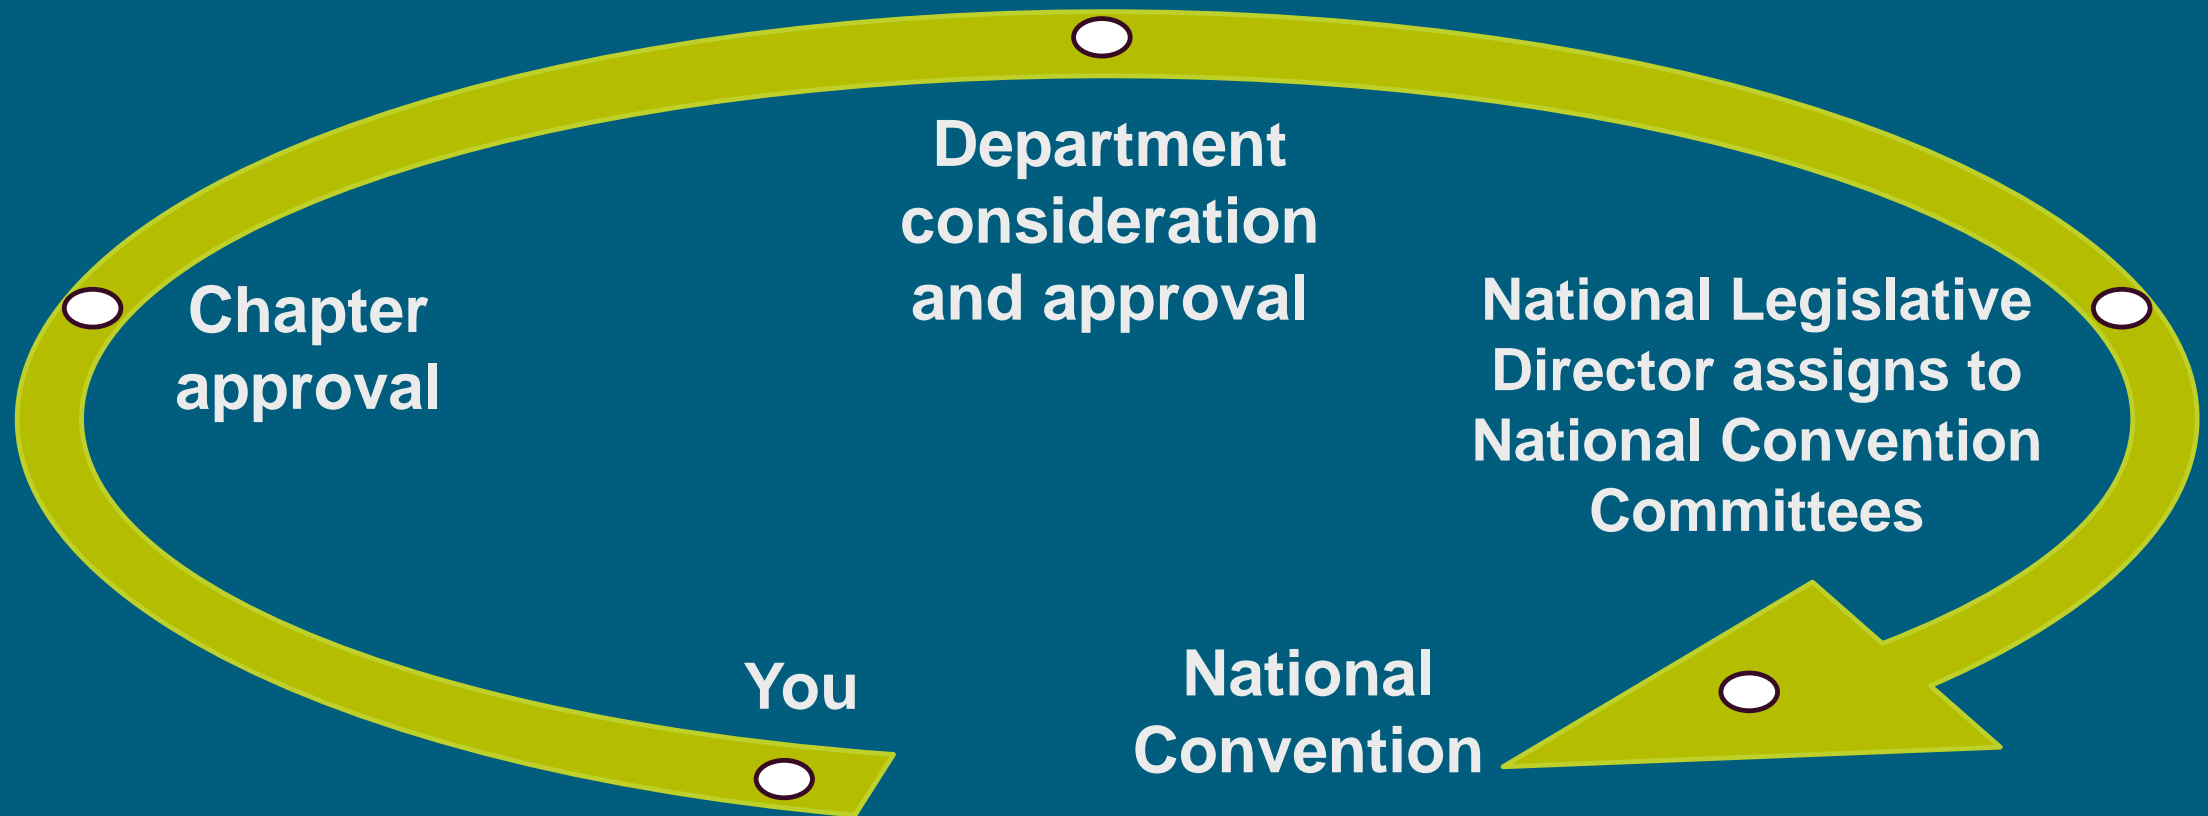 Department
consideration
and approval
Chapter
approval
National Legislative
Director assigns to
National Convention
Committees
You
National
Convention